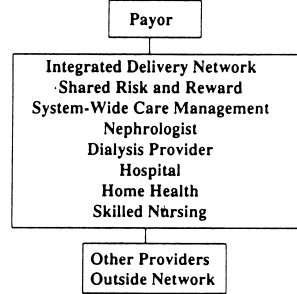 Payor
Integrated Delivery Network
Shared Risk and Reward
System-Wide Care Management
Nephrologist
Dialysis Provider
Hospital
Home Health
Skilled Nursing
Other Providers
Outside Network